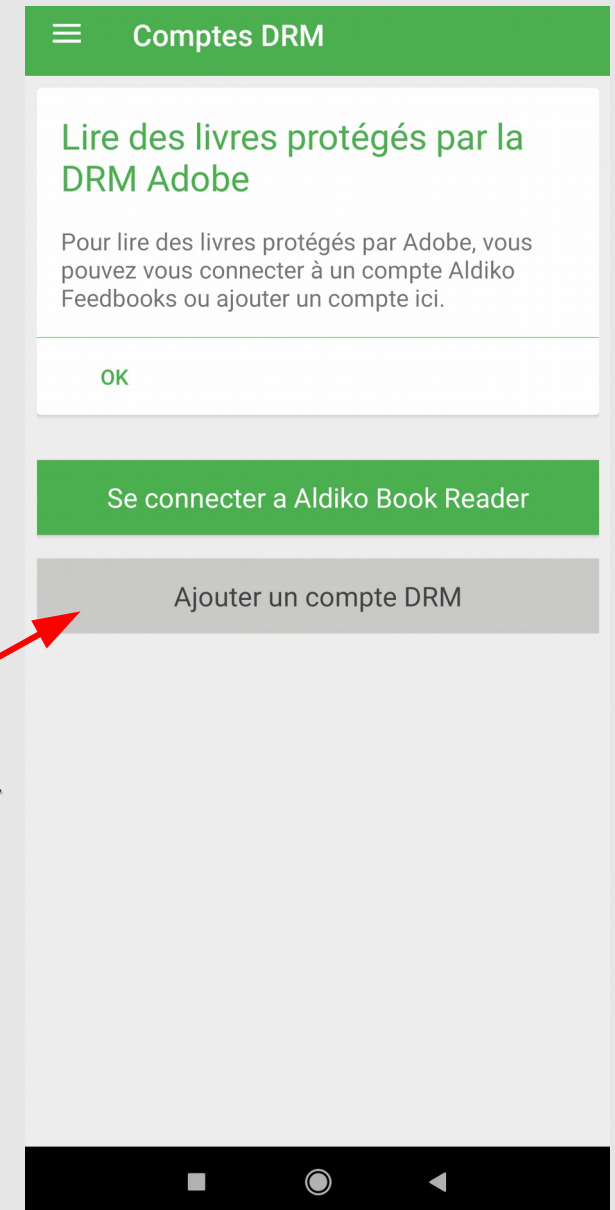 Comptes DRM
Lire des livres protégés par la
DRM Adobe
Pour lire des livres protégés par Adobe, vous
pouvez vous connecter à un compte Aldiko
Feedbooks ou ajouter un compte ici.
OK
Se connecter a Aldiko Book Reader
Ajouter un compte DRM